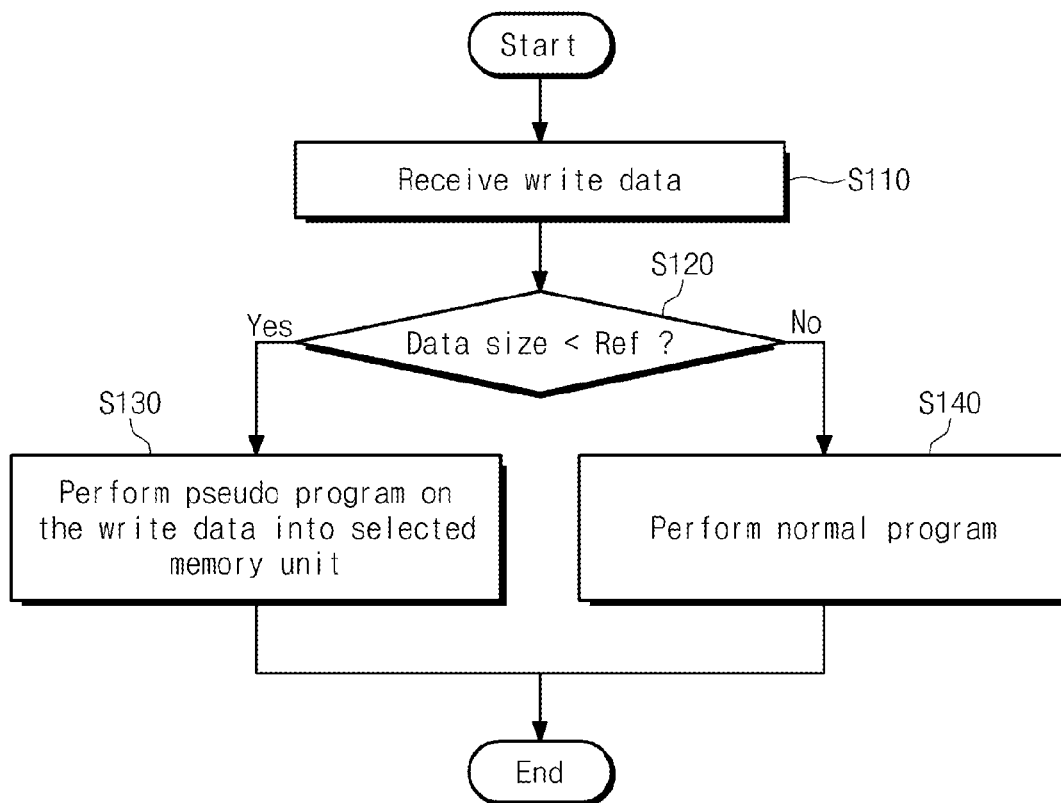 Start
Receive write data
S110
S120
Yes
Data size < Ref ?
No
S130
S140
Perform pseudo program on
the write data into selected
memory unit
Perform normal program
End